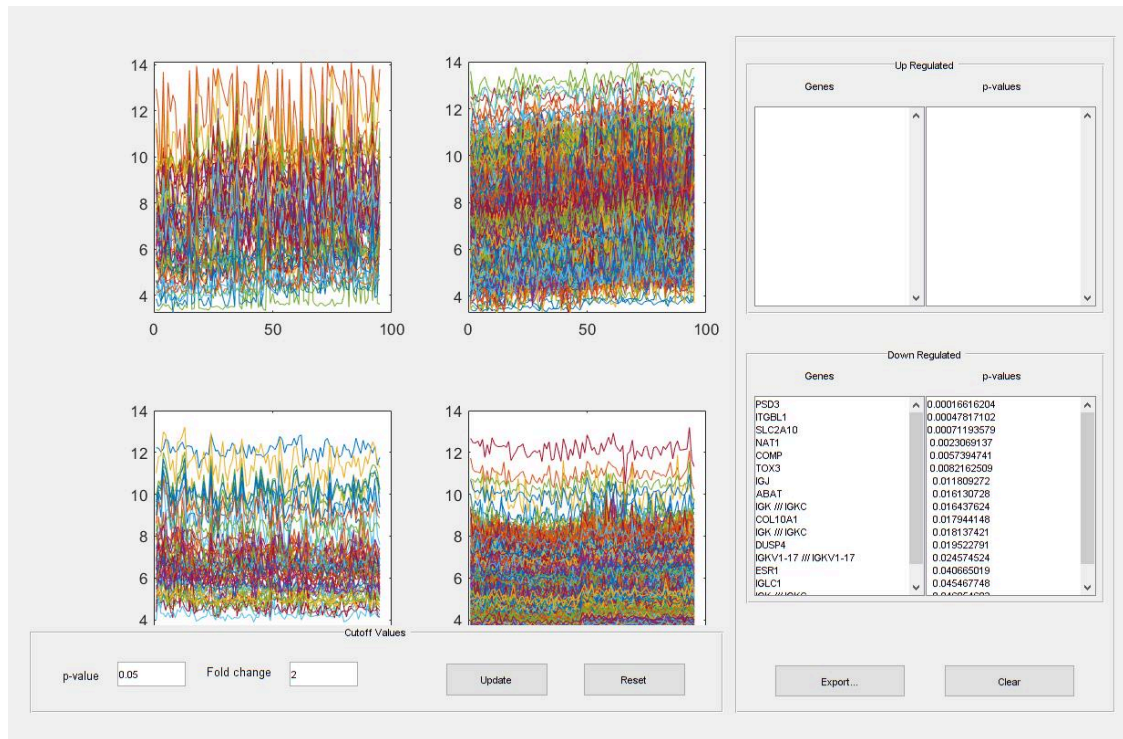 14
12
10
8
6
4
0 50 100
14
12
10
8
6
4
0 50 100
14
12
10
8
6
4
14
12
10
8
6
4
Cutoff Values
p-value 0.05 Fold change 2 Update Reset
Up Regulated
Genes p-values
Down Regulated
Genes p-values
PSD3 0.00016616204
ITGBL1 0.00047817102
SLC2A10 0.00071193579
NAT1 0.0023069137
COMP 0.0057394741
TOX3 0.0082162509
IGJ 0.011809272
ABAT 0.016130728
IGK /// IGKC 0.016437624
COL10A1 0.017944148
IGK /// IGKC 0.018137421
DUSP4 0.019522791
IGKV1-17 /// IGKV1-17 0.024574524
ESR1 0.040665019
IGLC1 0.045467748
IGK /// IGKC
Export... Clear